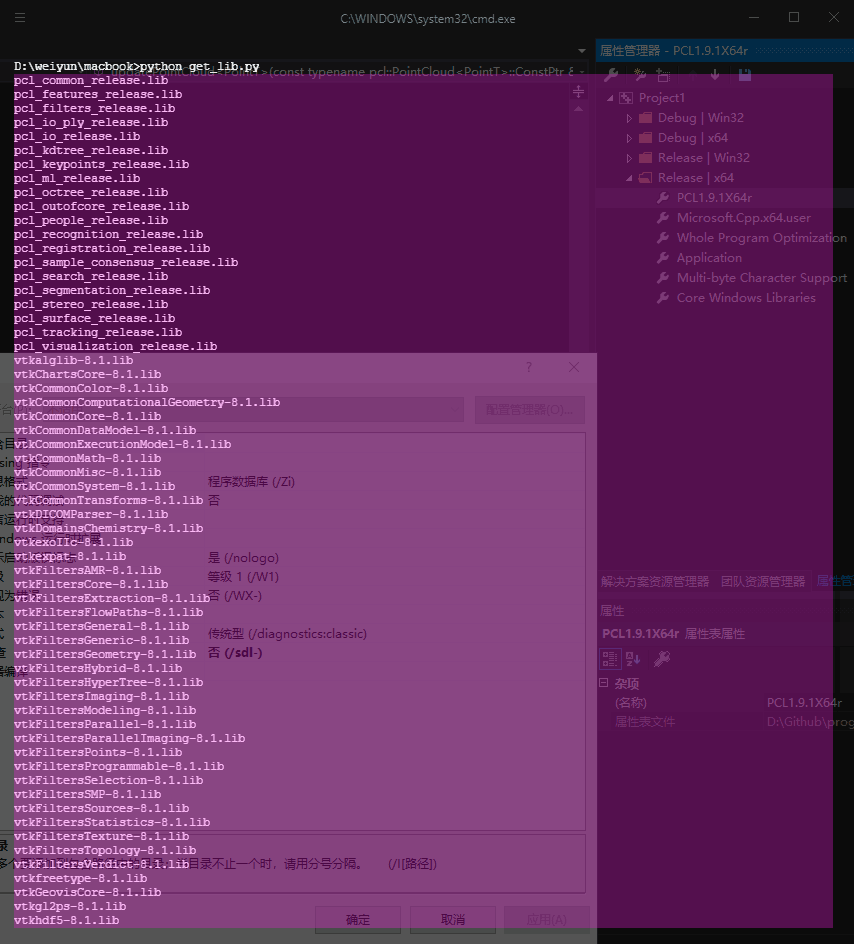 C:\WINDOWS\system32\cmd.exe
D:\weiyun\macbook>python get_lib.py
updatePointCloud<PointT>(const typename pcl::PointCloud<PointT>::ConstPtr &
pcl_common_release.lib
pcl_features_release.lib
pcl_filters_release.lib
pcl_io_ply_release.lib
pcl_io_release.lib
pcl_kdtree_release.lib
pcl_keypoints_release.lib
pcl_ml_release.lib
pcl_octree_release.lib
pcl_outofcore_release.lib
pcl_people_release.lib
pcl_recognition_release.lib
pcl_registration_release.lib
pcl_sample_consensus_release.lib
pcl_search_release.lib
pcl_segmentation_release.lib
pcl_stereo_release.lib
pcl_surface_release.lib
pcl_tracking_release.lib
pcl_visualization_release.lib
vtkalglib-8.1.lib
vtkChartsCore-8.1.lib
vtkCommonColor-8.1.lib
vtkCommonComputationalGeometry-8.1.lib
vtkCommonCore-8.1.lib
vtkCommonDataModel-8.1.lib
vtkCommonExecutionModel-8.1.lib
vtkCommonMath-8.1.lib
vtkCommonMisc-8.1.lib
vtkCommonSystem-8.1.lib
vtkCommonTransforms-8.1.lib
vtkDICOMParser-8.1.lib
vtkDomainsChemistry-8.1.lib
vtkexoIIc-8.1.lib
vtkexpat-8.1.lib
vtkFiltersAMR-8.1.lib
vtkFiltersCore-8.1.lib
vtkFiltersExtraction-8.1.lib
vtkFiltersFlowPaths-8.1.lib
vtkFiltersGeneral-8.1.lib
vtkFiltersGeneric-8.1.lib
vtkFiltersGeometry-8.1.lib
vtkFiltersHybrid-8.1.lib
vtkFiltersHyperTree-8.1.lib
vtkFiltersImaging-8.1.lib
vtkFiltersModeling-8.1.lib
vtkFiltersParallel-8.1.lib
vtkFiltersParallelImaging-8.1.lib
vtkFiltersPoints-8.1.lib
vtkFiltersProgrammable-8.1.lib
vtkFiltersSelection-8.1.lib
vtkFiltersSMP-8.1.lib
vtkFiltersSources-8.1.lib
vtkFiltersStatistics-8.1.lib
vtkFiltersTexture-8.1.lib
vtkFiltersTopology-8.1.lib
vtkFiltersVerdict-8.1.lib
vtkfreetype-8.1.lib
vtkGeovisCore-8.1.lib
vtkgl2ps-8.1.lib
vtkhdf5-8.1.lib
配置管理器(O)...
程序数据库 (/Zi)
否
是 (/nologo)
等级 1 (/W1)
否 (/WX-)
传统型 (/diagnostics:classic)
否 (/sdl-)
目录不止一个时，请用分号分隔。 (/I[路径])
确定
取消
应用(A)
属性管理器 - PCL1.9.1X64r
Project1
Debug | Win32
Debug | x64
Release | Win32
Release | x64
PCL1.9.1X64r
Microsoft.Cpp.x64.user
Whole Program Optimization
Application
Multi-byte Character Support
Core Windows Libraries
解决方案资源管理器 团队资源管理器 属性管
属性
PCL1.9.1X64r 属性表属性
杂项
(名称) PCL1.9.1X64r
属性表文件 D:\Github\prog